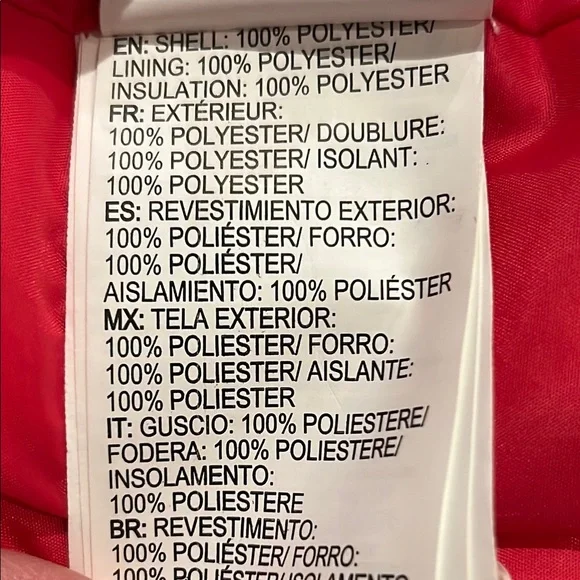 EN: SHELL: 100% POLYESTER/
LINING: 100% POLYESTER/
INSULATION: 100% POLYESTER
FR: EXTÉRIEUR:
100% POLYESTER/ DOUBLURE:
100% POLYESTER/ ISOLANT:
100% POLYESTER
ES: REVESTIMIENTO EXTERIOR:
100% POLIÉSTER/ FORRO:
100% POLIÉSTER/
AISLAMIENTO: 100% POLIÉSTER
MX: TELA EXTERIOR:
100% POLIESTER/ FORRO:
100% POLIESTER/ AISLANTE:
100% POLIESTER
IT: GUSCIO: 100% POLIESTERE/
FODERA: 100% POLIESTERE/
INSOLAMENTO:
100% POLIESTERE
BR: REVESTIMENTO:
100% POLIÉSTER/ FORRO:
100% POLIÉSTER/ISOLAMENTO